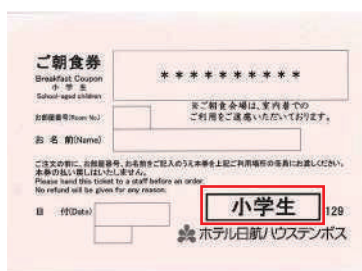 ご朝食券
Breakfast Coupon
小 学 生
School-aged children
＊＊＊＊＊＊＊＊＊＊
※ご朝食会場は、室内着での
ご利用をご遠慮いただいております。
お部屋番号(Room No.)
お 名 前(Name)
ご注文の前に、お部屋番号、お名前をご記入のうえ本券を上記ご利用場所の係員にお渡しください。
本券の払い戻しはいたしません。
Please hand this ticket to a staff before an order.
No refund will be given for any reason.
日 付(Date)
小学生
129
ホテル日航ハウステンボス